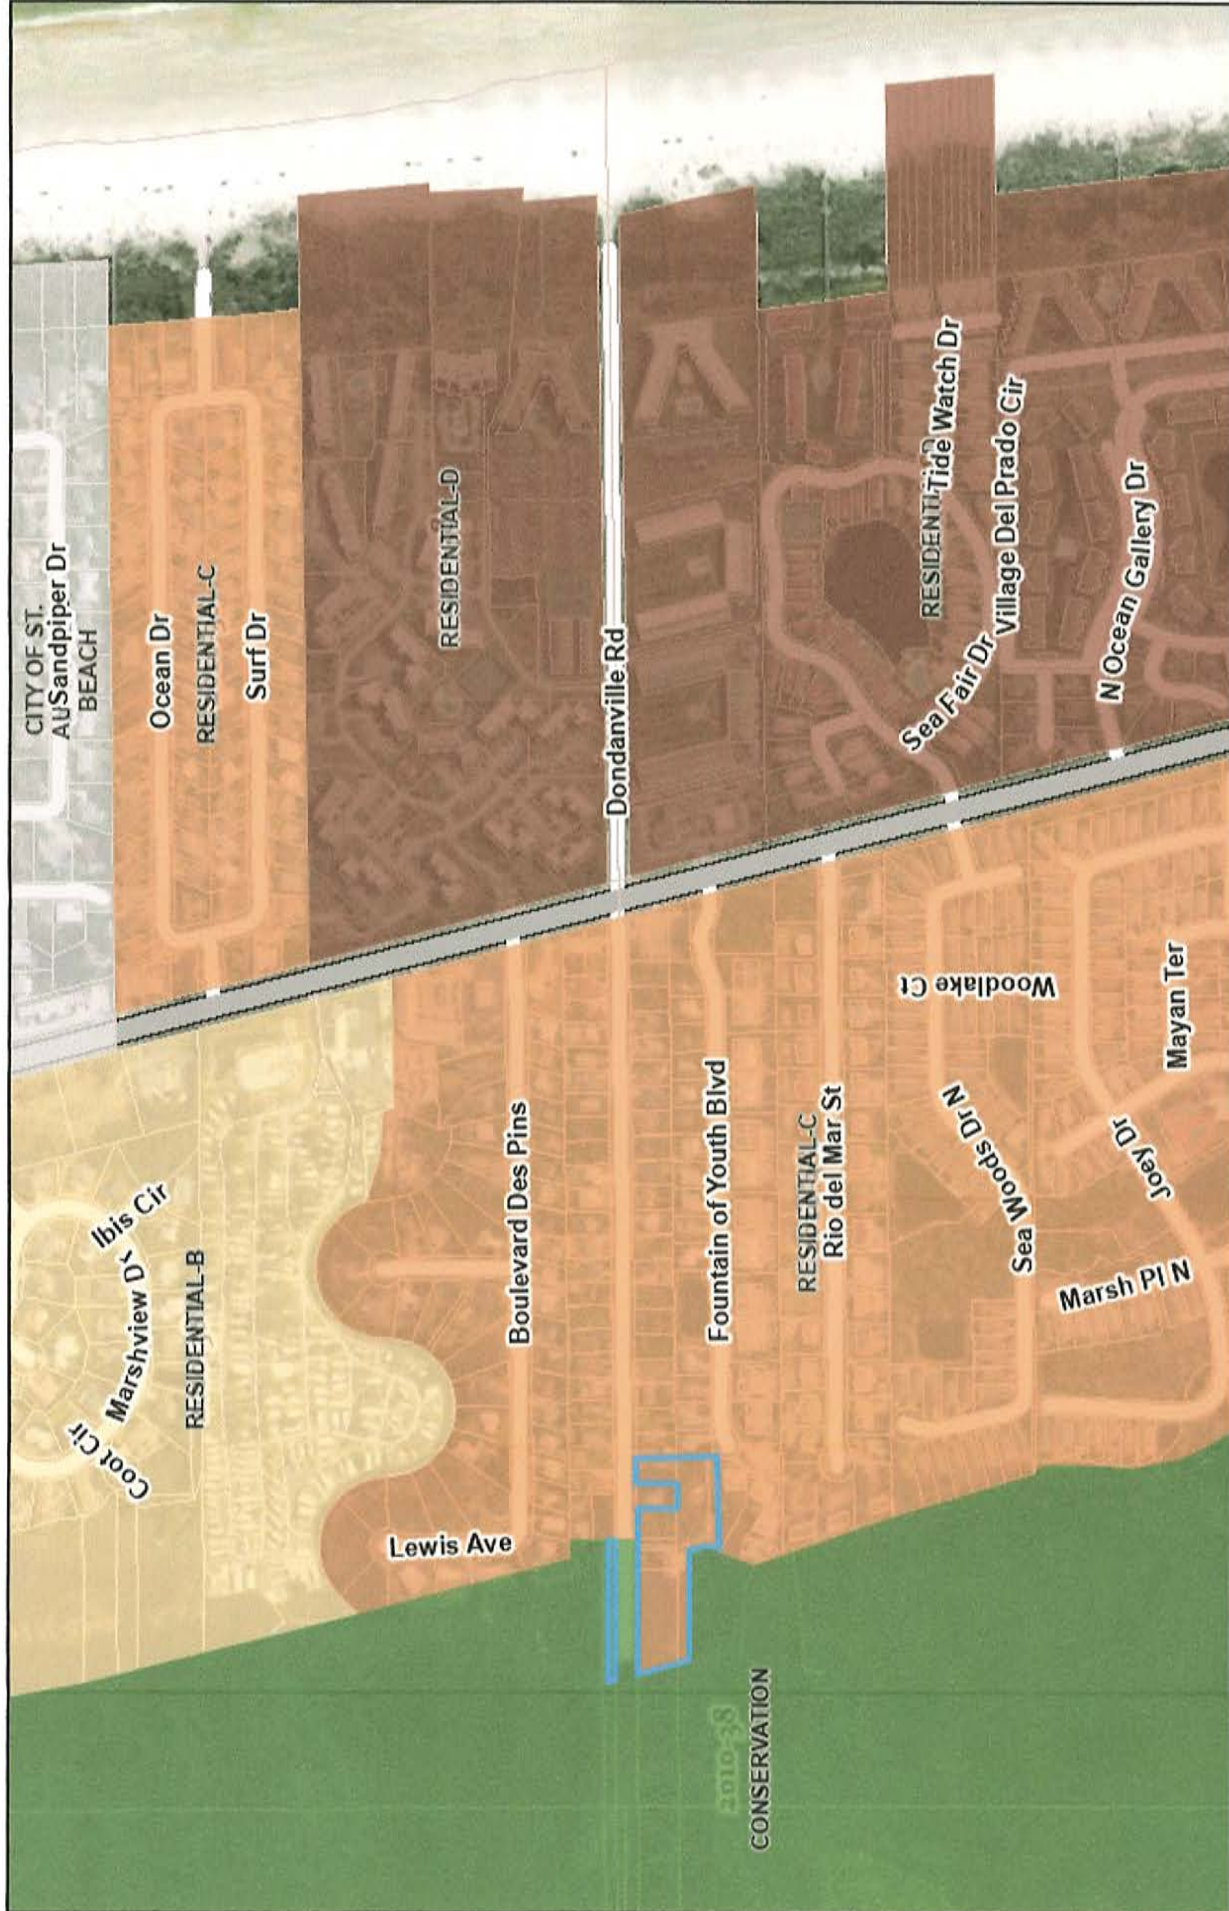 CITY OF ST.
AU
Sandpiper Dr
BEACH
Ocean Dr
RESIDENTIAL-C
Surf Dr
RESIDENTIAL-D
Dondanville Rd
Tide Watch Dr
Village Del Prado Cir
Sea Fair Dr
N Ocean Gallery Dr
Woodlake Ct
Mayan Ter
Ibis Cir
Marshview D
Coot Cir
RESIDENTIAL-B
Boulevard Des Pins
Fountain of Youth Blvd
RESIDENTIAL-C
Rio del Mar St
Sea Woods Dr N
Joey Dr
Marsh Pl N
Lewis Ave
2010-38
CONSERVATION